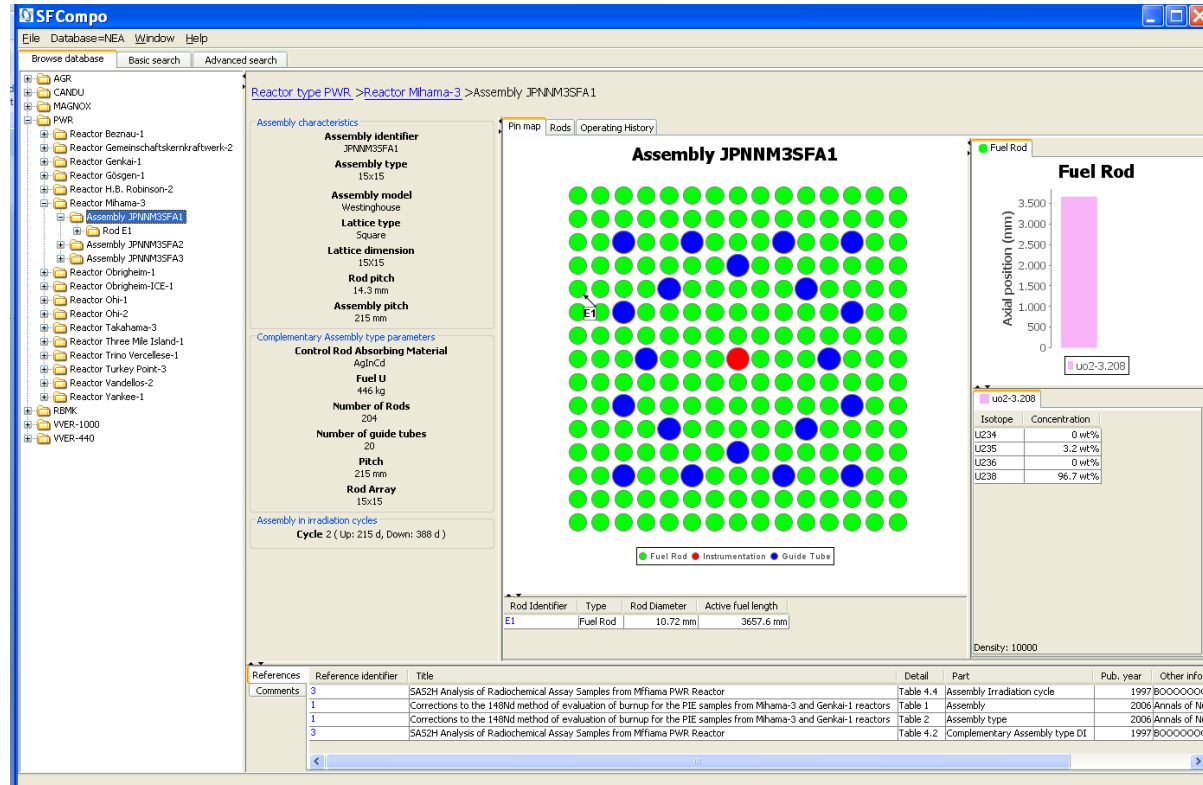 SFCompo
File Database=NEA Window Help
Browse database Basic search Advanced search
AGR
CANDU
MAGNOX
PWR
Reactor Beznau-1
Reactor Gemeinschaftskernkraftwerk-2
Reactor Genkai-1
Reactor Gösgen-1
Reactor H.B. Robinson-2
Reactor Mihama-3
Assembly JPNNM3SFA1
Rod E1
Assembly JPNNM3SFA2
Assembly JPNNM3SFA3
Reactor Obrigheim-1
Reactor Obrigheim-ICE-1
Reactor Ohi-1
Reactor Ohi-2
Reactor Takahama-3
Reactor Three Mile Island-1
Reactor Trino Vercellese-1
Reactor Turkey Point-3
Reactor Vandellos-2
Reactor Yankee-1
RBMK
VVER-1000
VVER-440
Reactor type PWR >Reactor Mihama-3 >Assembly JPNNM3SFA1
Assembly characteristics
Assembly identifier
JPNNM3SFA1
Assembly type
15x15
Assembly model
Westinghouse
Lattice type
Square
Lattice dimension
15X15
Rod pitch
14.3 mm
Assembly pitch
215 mm
Complementary Assembly type parameters
Control Rod Absorbing Material
AgInCd
Fuel U
446 kg
Number of Rods
204
Number of guide tubes
20
Pitch
215 mm
Rod Array
15x15
Assembly in irradiation cycles
Cycle 2 ( Up: 215 d, Down: 388 d )
Pin map Rods Operating History
Assembly JPNNM3SFA1
E1
Fuel Rod Instrumentation Guide Tube
Rod Identifier Type Rod Diameter Active fuel length
E1 Fuel Rod 10.72 mm 3657.6 mm
Fuel Rod
Fuel Rod
Axial position (mm)
3.500
3.000
2.500
2.000
1.500
1.000
500
0
uo2-3.208
uo2-3.208
Isotope Concentration
U234 0 wt%
U235 3.2 wt%
U236 0 wt%
U238 96.7 wt%
Density: 10000
References
Comments
Reference identifier Title Detail Part Pub. year Other info
3 SAS2H Analysis of Radiochemical Assay Samples from Mffiama PWR Reactor Table 4.4 Assembly Irradiation cycle 1997
1 Corrections to the 148Nd method of evaluation of burnup for the PIE samples from Mihama-3 and Genkai-1 reactors Table 1 Assembly 2006 Annals of
1 Corrections to the 148Nd method of evaluation of burnup for the PIE samples from Mihama-3 and Genkai-1 reactors Table 2 Assembly type 2006 Annals of
3 SAS2H Analysis of Radiochemical Assay Samples from Mffiama PWR Reactor Table 4.2 Complementary Assembly type DI 1997